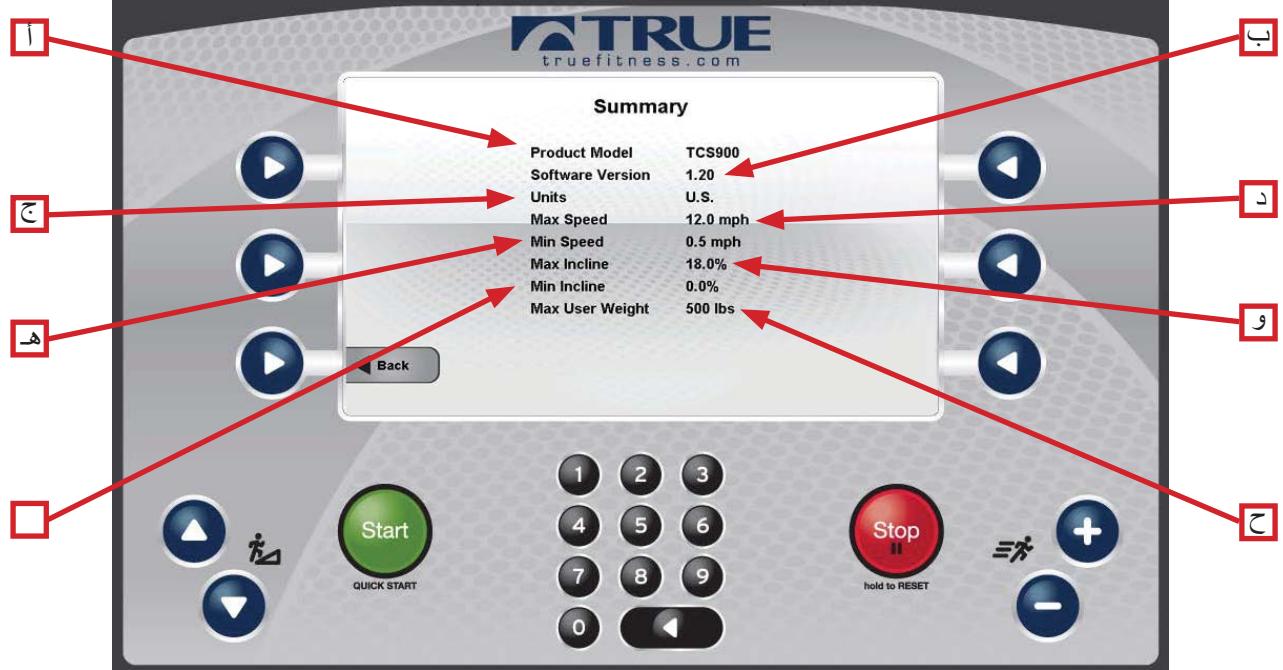 أ
ب
TRUE
truefitness.com
Summary
Product Model TCS900
Software Version 1.20
ج
Units U.S.
د
Max Speed 12.0 mph
Min Speed 0.5 mph
Max Incline 18.0%
Min Incline 0.0%
Max User Weight 500 lbs
هـ
و
Back
ح
1 2 3
Start
4 5 6
Stop
QUICK START
7 8 9
hold to RESET
0